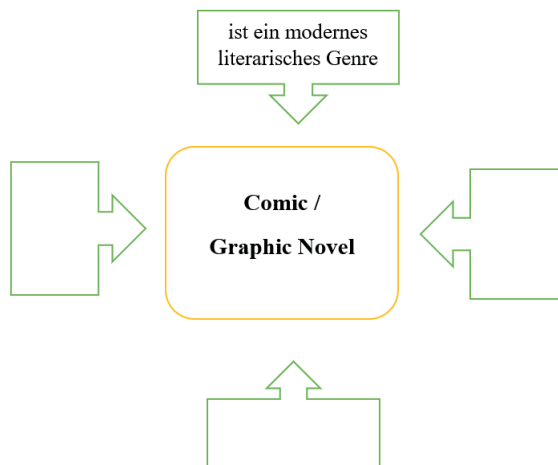 ist ein modernes
literarisches Genre
Comic /
Graphic Novel